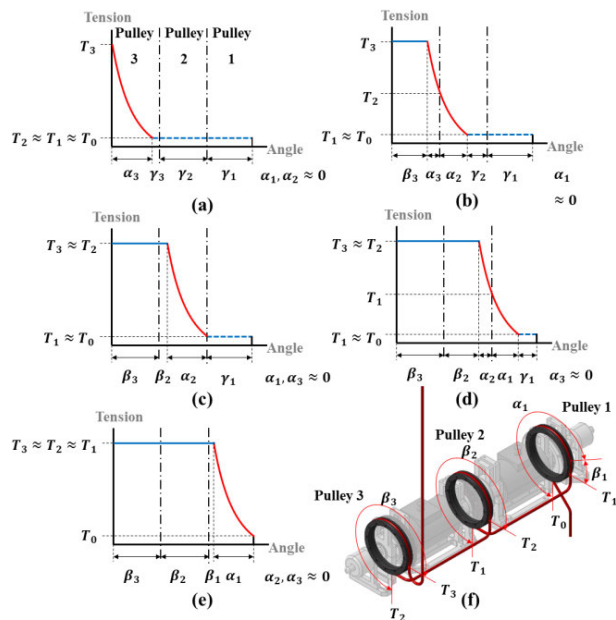 Tension
Pulley Pulley Pulley
3 2 1
T₃
T₂ ≈ T₁ ≈ T₀
Angle
α₃ γ₃ γ₂ γ₁ α₁, α₂ ≈ 0
(a)
Tension
T₃
T₂
T₁ ≈ T₀
Angle
β₃ α₃ α₂ γ₂ γ₁ α₁
≈ 0
(b)
Tension
T₃ ≈ T₂
T₁ ≈ T₀
Angle
β₃ β₂ α₂ γ₁ α₁, α₃ ≈ 0
(c)
Tension
T₃ ≈ T₂
T₁
T₁ ≈ T₀
Angle
β₃ β₂ α₂ α₁ γ₁ α₃ ≈ 0
(d)
Tension
T₃ ≈ T₂ ≈ T₁
T₀
Angle
β₃ β₂ β₁ α₁ α₂, α₃ ≈ 0
(e)
α₁ Pulley 1
Pulley 2
β₂
β₁
Pulley 3 β₃
T₁
T₀
T₂
T₁
T₃
T₂
(f)